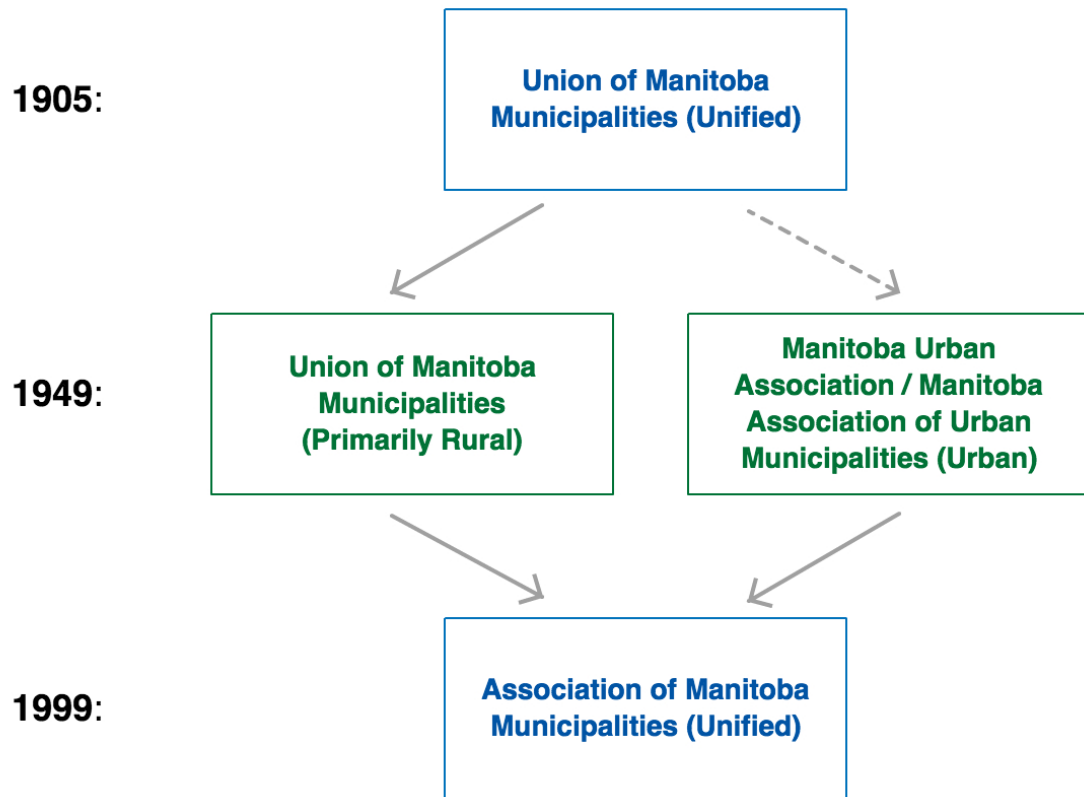 1905:
Union of Manitoba
Municipalities (Unified)
1949:
Union of Manitoba
Municipalities
(Primarily Rural)
Manitoba Urban
Association / Manitoba
Association of Urban
Municipalities (Urban)
1999:
Association of Manitoba
Municipalities (Unified)